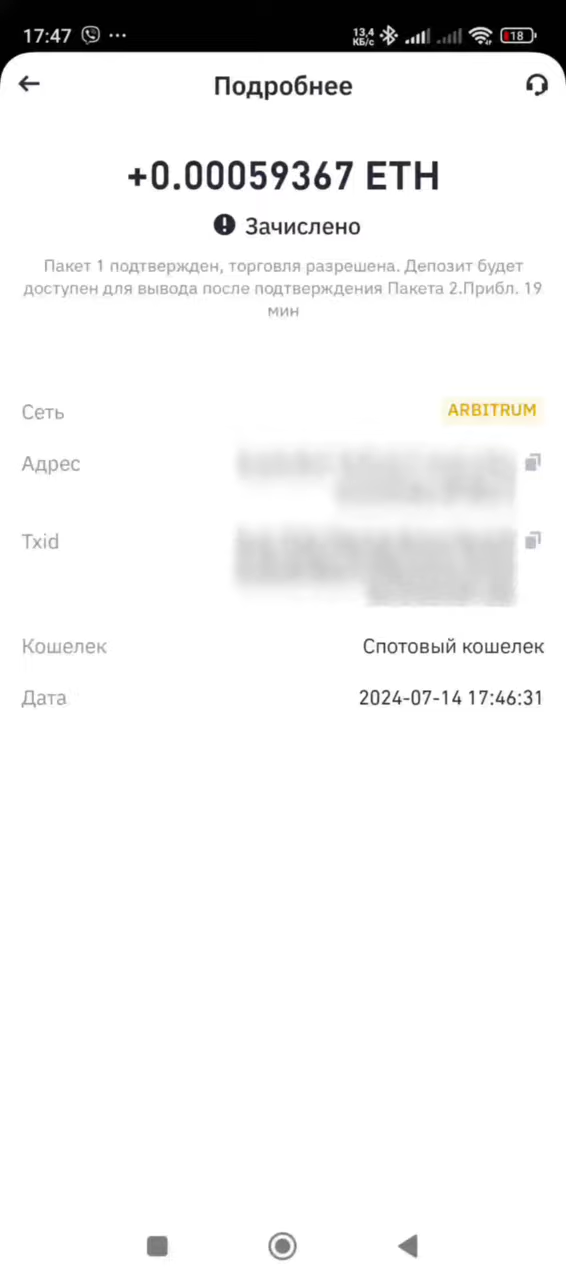 17:47 ... 13,4 КБ/с 18
Подробнее
+0.00059367 ETH
Зачислено
Пакет 1 подтвержден, торговля разрешена. Депозит будет
доступен для вывода после подтверждения Пакета 2.Прибл. 19
мин
Сеть ARBITRUM
Адрес
Txid
Кошелек Спотовый кошелек
Дата 2024-07-14 17:46:31